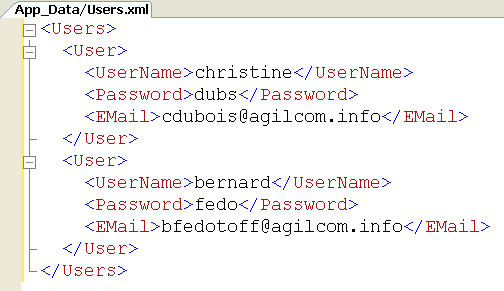 App_Data/Users.xml
<Users>
<User>
<UserName>christine</UserName>
<Password>dubs</Password>
<EMail>cdubois@agilcom.info</EMail>
</User>
<User>
<UserName>bernard</UserName>
<Password>fedo</Password>
<EMail>bfedotoff@agilcom.info</EMail>
</User>
</Users>